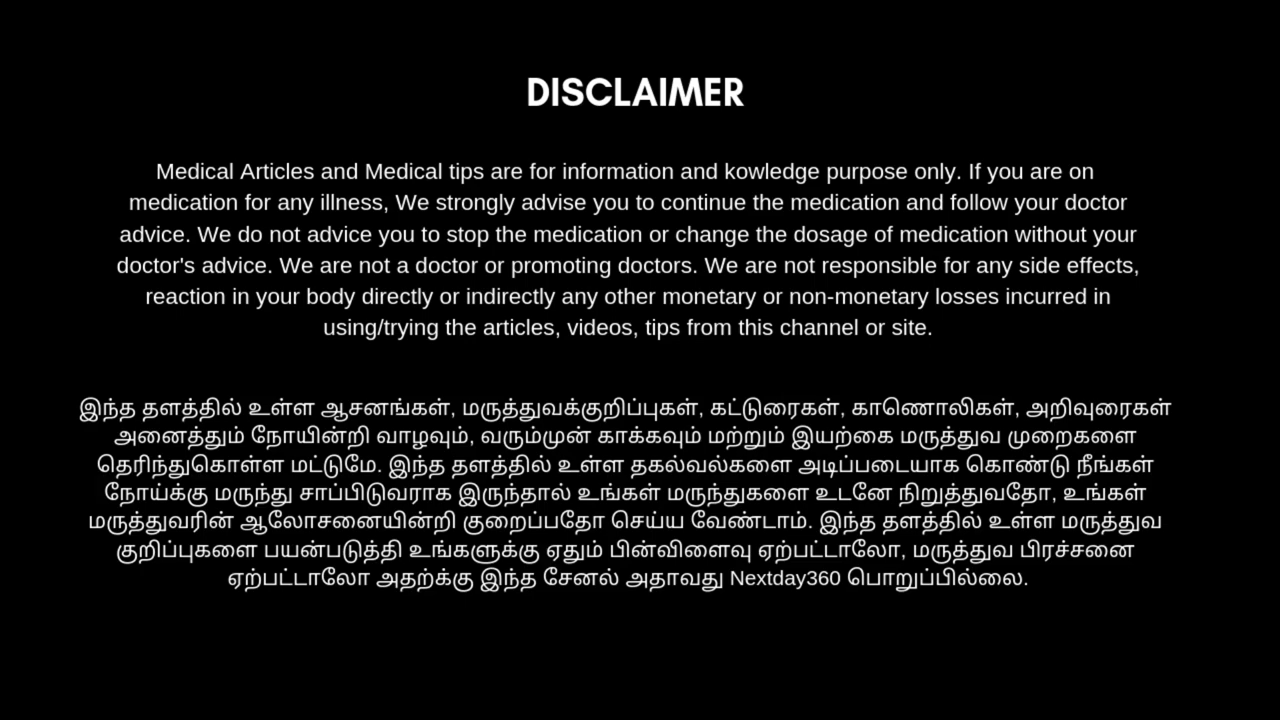 DISCLAIMER
Medical Articles and Medical tips are for information and kowledge purpose only. If you are on
medication for any illness, We strongly advise you to continue the medication and follow your doctor
advice. We do not advice you to stop the medication or change the dosage of medication without your
doctor's advice. We are not a doctor or promoting doctors. We are not responsible for any side effects,
reaction in your body directly or indirectly any other monetary or non-monetary losses incurred in
using/trying the articles, videos, tips from this channel or site.
இந்த தளத்தில் உள்ள ஆசனங்கள், மருத்துவக்குறிப்புகள், கட்டுரைகள், காணொலிகள், அறிவுரைகள்
அனைத்தும் நோயின்றி வாழவும், வரும்முன் காக்கவும் மற்றும் இயற்கை மருத்துவ முறைகளை
தெரிந்துகொள்ள மட்டுமே. இந்த தளத்தில் உள்ள தகல்வல்களை அடிப்படையாக கொண்டு நீங்கள்
நோய்க்கு மருந்து சாப்பிடுவராக இருந்தால் உங்கள் மருந்துகளை உடனே நிறுத்துவதோ, உங்கள்
மருத்துவரின் ஆலோசனையின்றி குறைப்பதோ செய்ய வேண்டாம். இந்த தளத்தில் உள்ள மருத்துவ
குறிப்புகளை பயன்படுத்தி உங்களுக்கு ஏதும் பின்விளைவு ஏற்பட்டாலோ, மருத்துவ பிரச்சனை
ஏற்பட்டாலோ அதற்க்கு இந்த சேனல் அதாவது Nextday360 பொறுப்பில்லை.